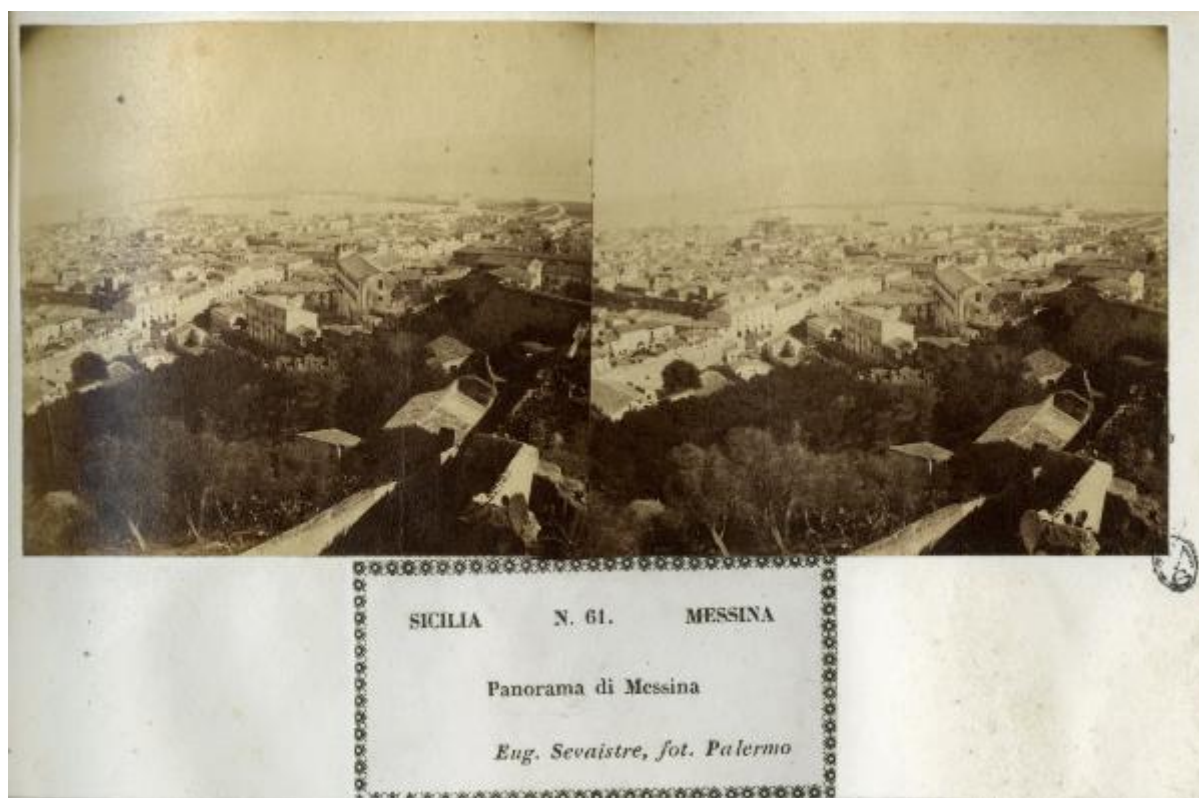 SICILIA N. 61. MESSINA
Panorama di Messina
Eug. Sevaistre, fot. Palermo